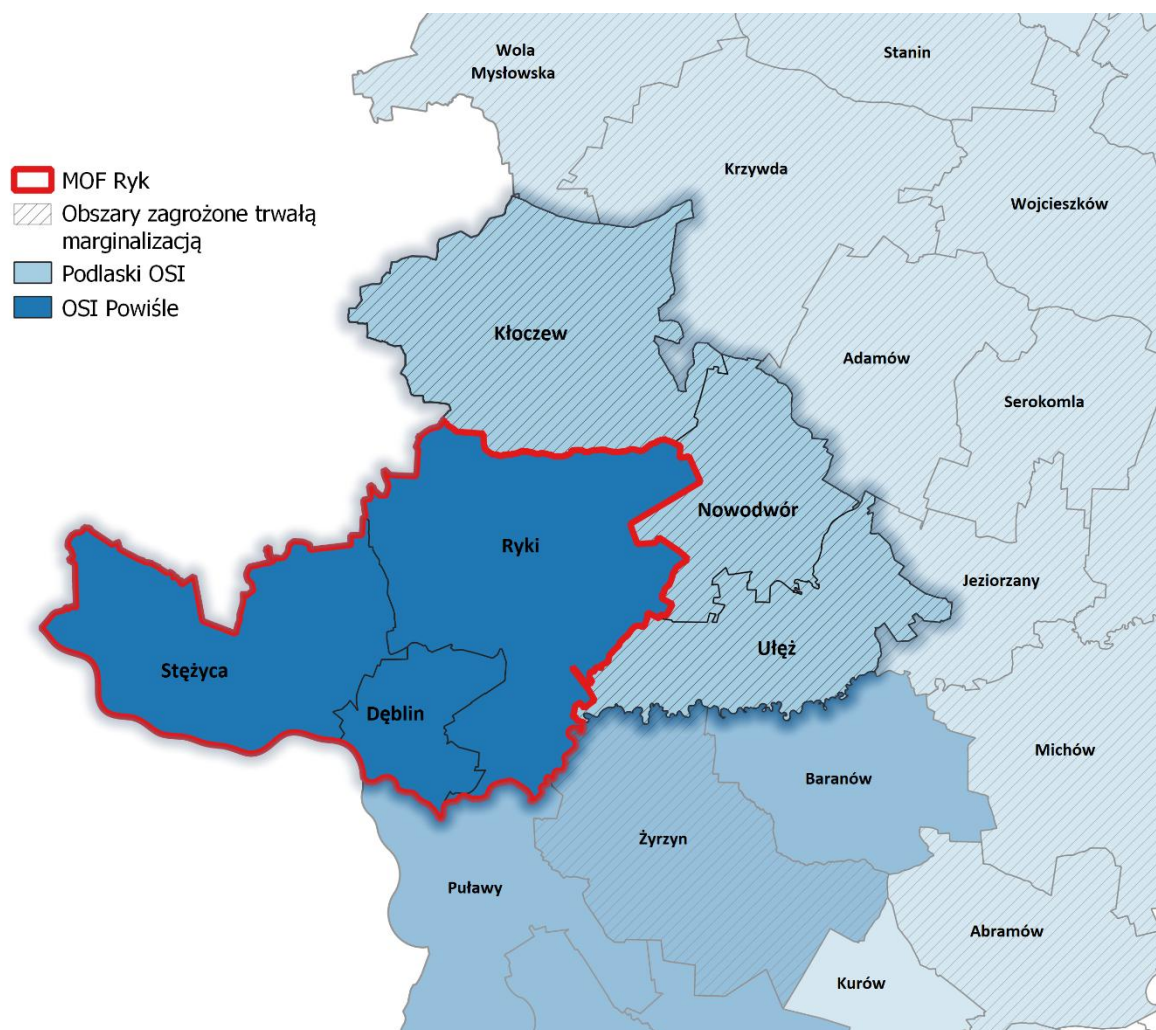 Wola
Mysłowska
Stanin
Krzywda
Wojcieszków
MOF Ryk
Obszary zagrożone trwałą
marginalizacją
Podlaski OSI
OSI Powiśle
Kłoczew
Adamów
Serokomla
Nowodwór
Ryki
Jeziorzany
Ułęż
Stężyca
Dęblin
Michów
Baranów
Żyrzyn
Puławy
Abramów
Kurów